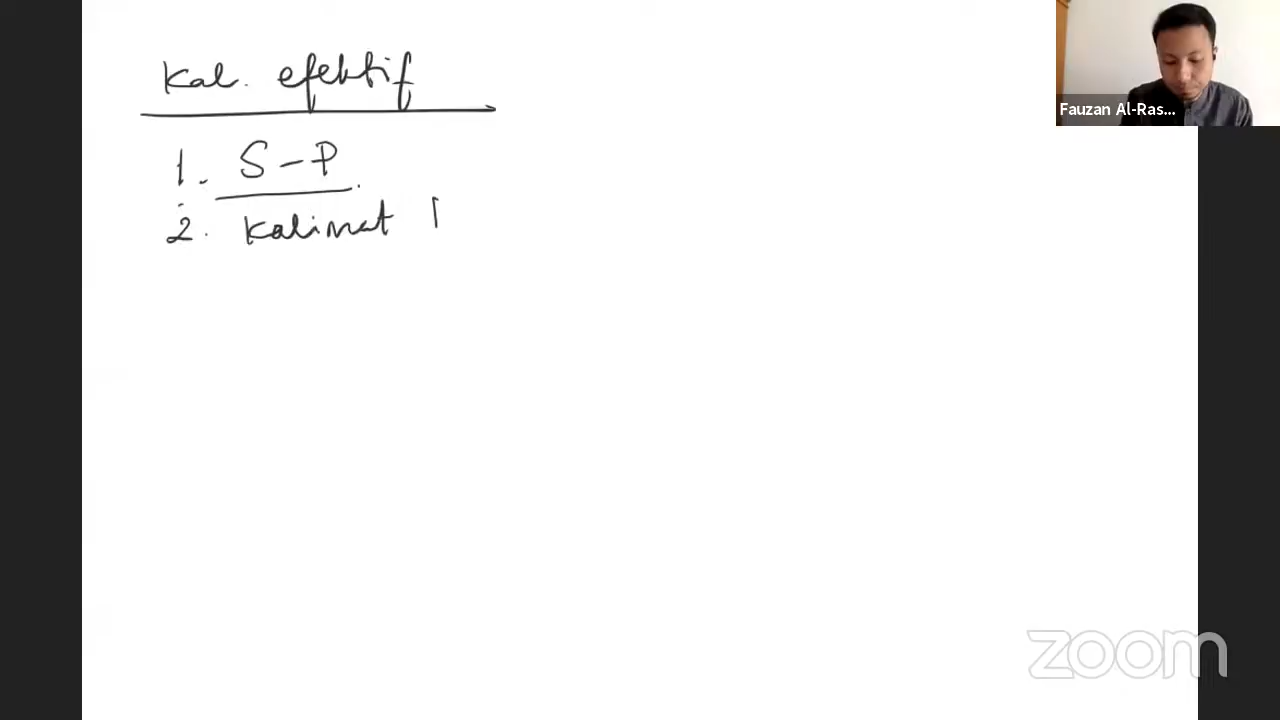 Kal. efektif
Fauzan Al-Ras...
1. S-P
2. Kalimat
zoom